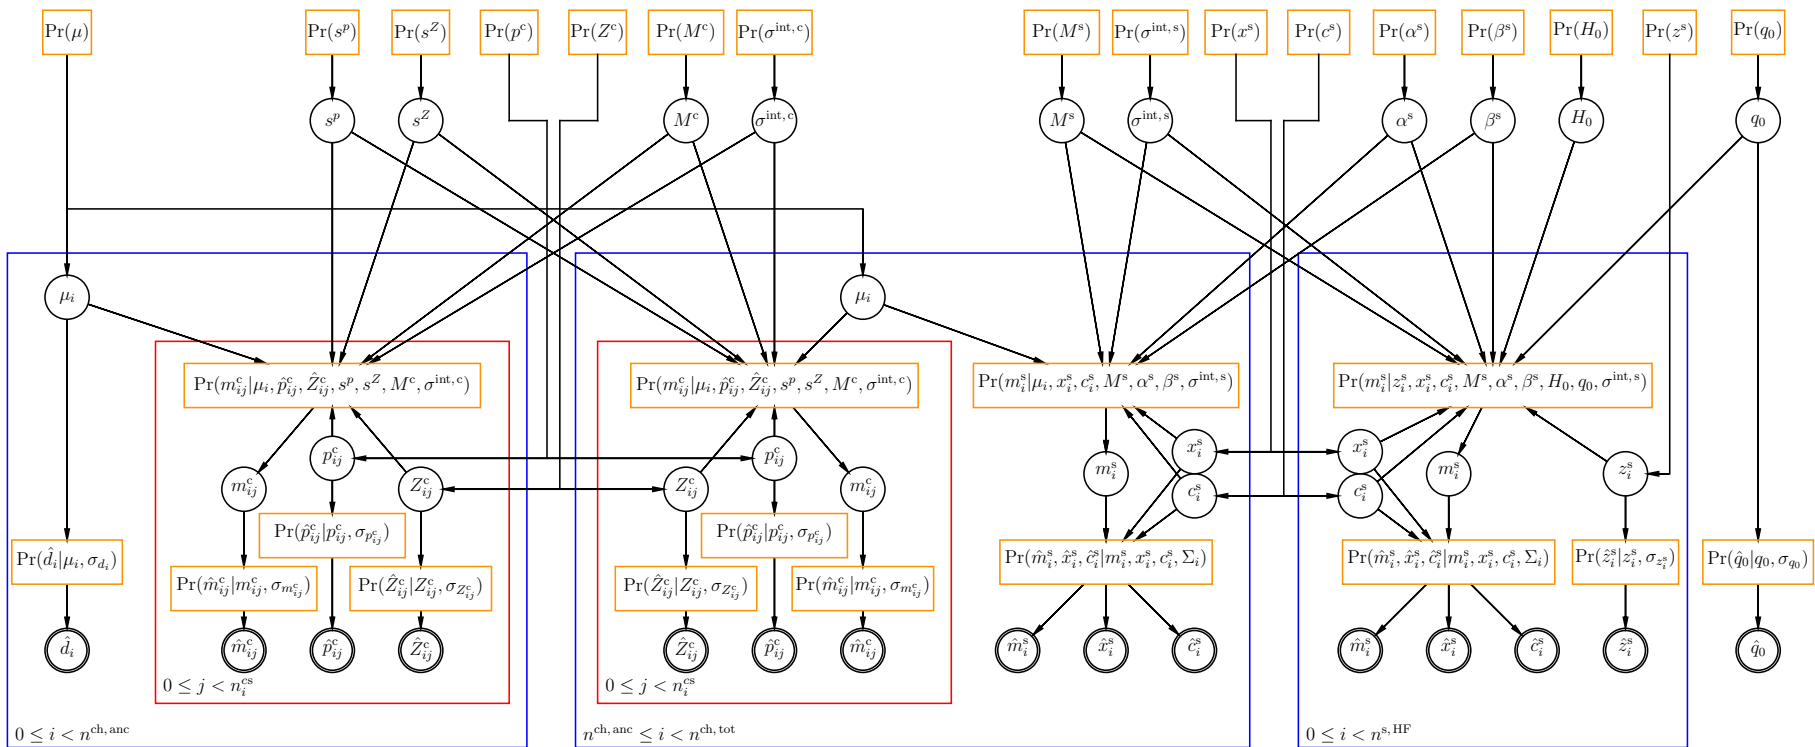 Pr(μ) Pr(s^p) Pr(s^Z) Pr(p^c) Pr(Z^c) Pr(M^c) Pr(σ^{int, c}) Pr(M^s) Pr(σ^{int, s}) Pr(x^s) Pr(c^s) Pr(α^s) Pr(β^s) Pr(H_0) Pr(z^s) Pr(q_0)
s^p s^Z M^c σ^{int, c} M^s σ^{int, s} α^s β^s H_0 q_0
μ_i μ_i
Pr(m^c_{ij}|μ_i, p̂^c_{ij}, Ẑ^c_{ij}, s^p, s^Z, M^c, σ^{int, c}) Pr(m^c_{ij}|μ_i, p̂^c_{ij}, Ẑ^c_{ij}, s^p, s^Z, M^c, σ^{int, c}) Pr(m^s_i|μ_i, x^s_i, c^s_i, M^s, α^s, β^s, σ^{int, s}) Pr(m^s_i|z^s_i, x^s_i, c^s_i, M^s, α^s, β^s, H_0, q_0, σ^{int, s})
p^c_{ij} p^c_{ij} x^s_i x^s_i
m^c_{ij} Z^c_{ij} Z^c_{ij} m^c_{ij} m^s_i c^s_i c^s_i m^s_i z^s_i
Pr(p̂^c_{ij}|p^c_{ij}, σ_{p^c_{ij}}) Pr(p̂^c_{ij}|p^c_{ij}, σ_{p^c_{ij}})
Pr(d̂_i|μ_i, σ_{d_i}) Pr(m̂^s_i, x̂^s_i, ĉ^s_i|m^s_i, x^s_i, c^s_i, Σ_i) Pr(m̂^s_i, x̂^s_i, ĉ^s_i|m^s_i, x^s_i, c^s_i, Σ_i) Pr(ẑ^s_i|z^s_i, σ_{z^s_i}) Pr(q̂_0|q_0, σ_{q_0})
Pr(m̂^c_{ij}|m^c_{ij}, σ_{m^c_{ij}}) Pr(Ẑ^c_{ij}|Z^c_{ij}, σ_{Z^c_{ij}}) Pr(Ẑ^c_{ij}|Z^c_{ij}, σ_{Z^c_{ij}}) Pr(m̂^c_{ij}|m^c_{ij}, σ_{m^c_{ij}})
d̂_i m̂^c_{ij} p̂^c_{ij} Ẑ^c_{ij} Ẑ^c_{ij} p̂^c_{ij} m̂^c_{ij} m̂^s_i x̂^s_i ĉ^s_i m̂^s_i x̂^s_i ĉ^s_i ẑ^s_i q̂_0
0 ≤ j < n^{cs}_i 0 ≤ j < n^{cs}_i
0 ≤ i < n^{ch, anc} n^{ch, anc} ≤ i < n^{ch, tot} 0 ≤ i < n^{s, HF}